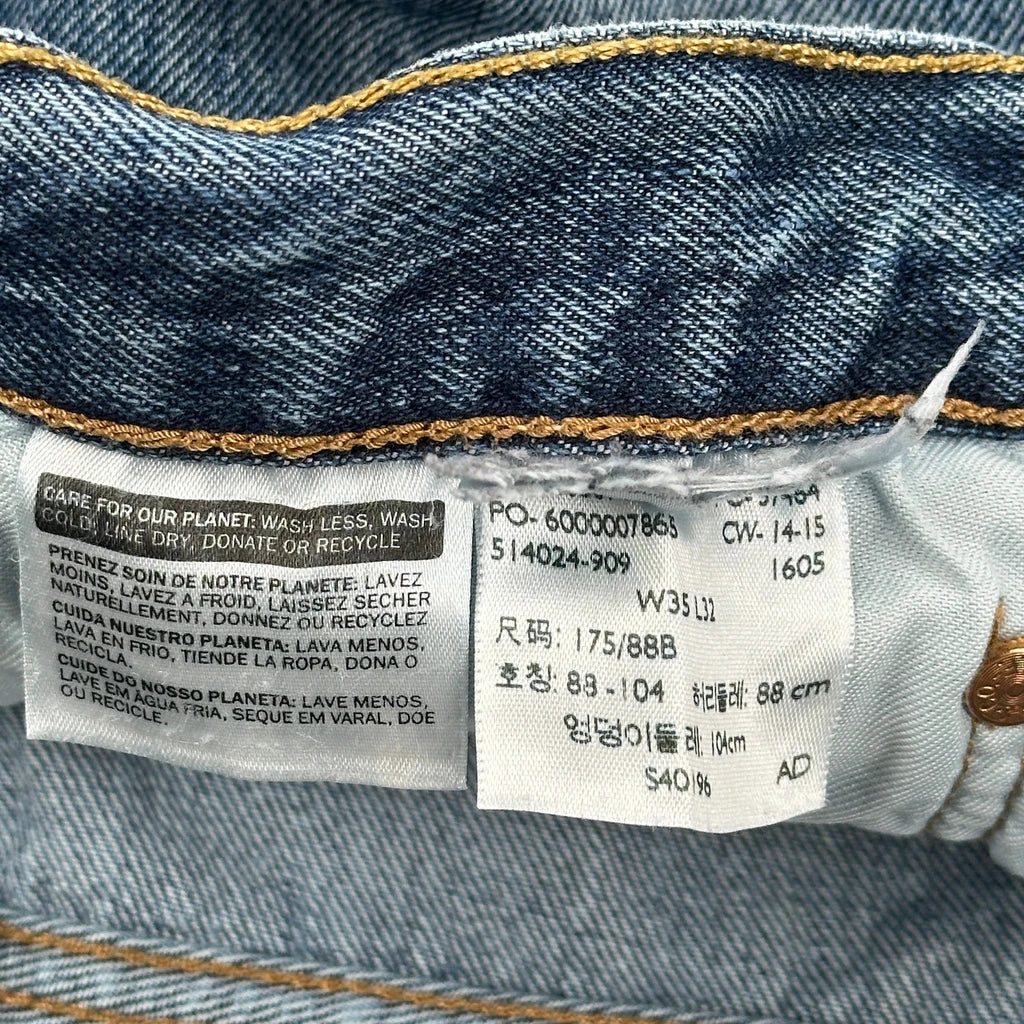 CARE FOR OUR PLANET: WASH LESS, WASH
COLD, LINE DRY, DONATE OR RECYCLE
PRENEZ SOIN DE NOTRE PLANETE: LAVEZ
MOINS, LAVEZ A FROID, LAISSEZ SECHER
NATURELLEMENT, DONNEZ OU RECYCLEZ
CUIDA NUESTRO PLANETA: LAVA MENOS,
LAVA EN FRIO, TIENDE LA ROPA, DONA O
RECICLA.
CUIDE DO NOSSO PLANETA: LAVE MENOS,
LAVE EM ÁGUA FRIA, SEQUE EM VARAL, DOE
OU RECICLE.
PO- 6000007866 CW- 14-15
514024-909 1605
W35 L32
尺码: 175/88B
호칭: 88 -104 허리둘레: 88 cm
엉덩이둘레: 104cm
S40196 AD